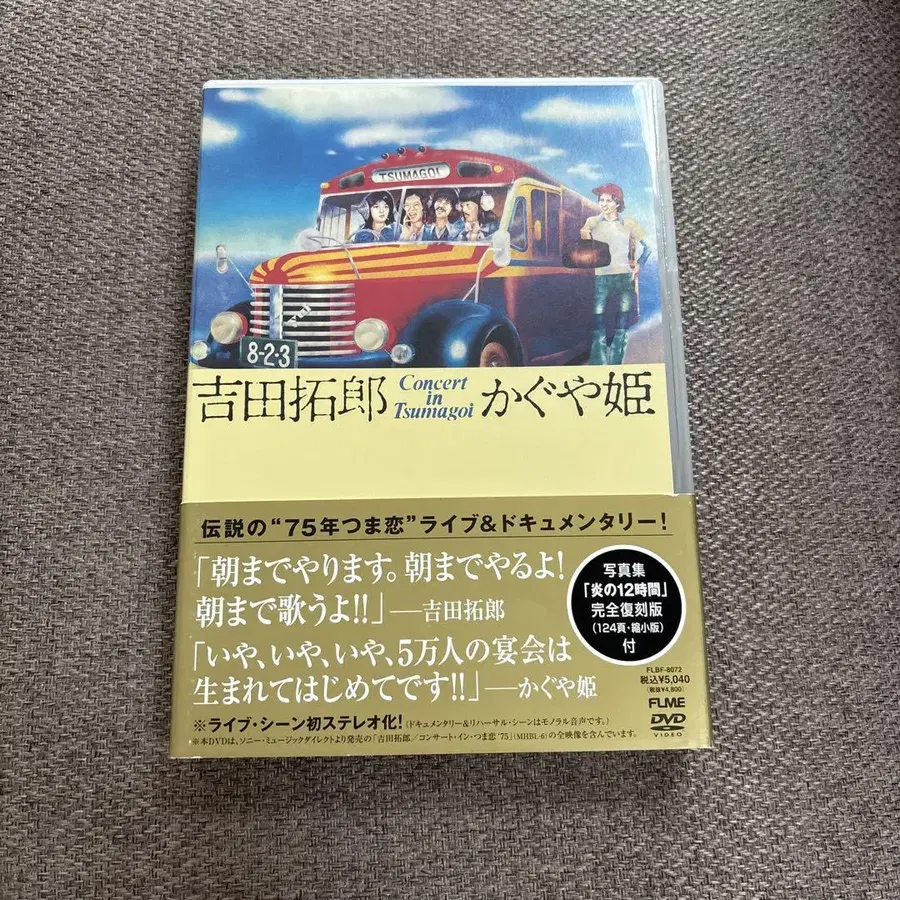 TSUMAGOI
8-2-3
吉田拓郎 Concert in Tsumagoi かぐや姫
伝説の“75年つま恋”ライブ&ドキュメンタリー!
「朝までやります。朝までやるよ!
朝まで歌うよ!!」──吉田拓郎
「いや、いや、いや、5万人の宴会は
生まれてはじめてです!!」──かぐや姫
写真集
「炎の12時間」
完全復刻版
(124頁・縮小版)
付
FLBF-8072
税込¥5,040
(税抜¥4,800)
FLME
DVD
VIDEO
※ライブ・シーン初ステレオ化!(ドキュメンタリー&リハーサル・シーンはモノラル音声です。)
※本DVDは、ソニー・ミュージックダイレクトより発売の「吉田拓郎/コンサート・イン・つま恋'75」(MHBL-6)の全映像を含んでいます。